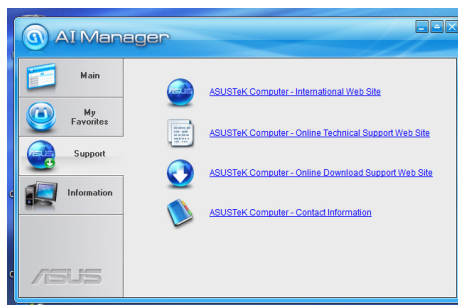 AI Manager
Main
My
Favorites
Support
Information
ASUSTeK Computer - International Web Site
ASUSTeK Computer - Online Technical Support Web Site
ASUSTeK Computer - Online Download Support Web Site
ASUSTeK Computer - Contact Information
ASUS